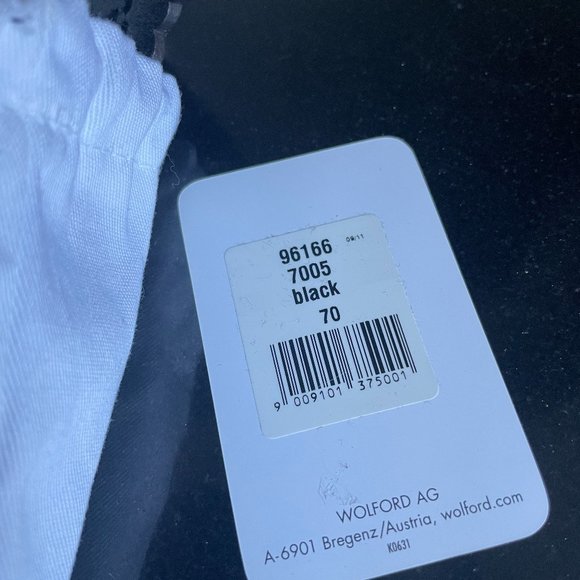 96166 09/11
7005
black
70
9 009101 375001
WOLFORD AG
A-6901 Bregenz/Austria, wolford.com
K0631